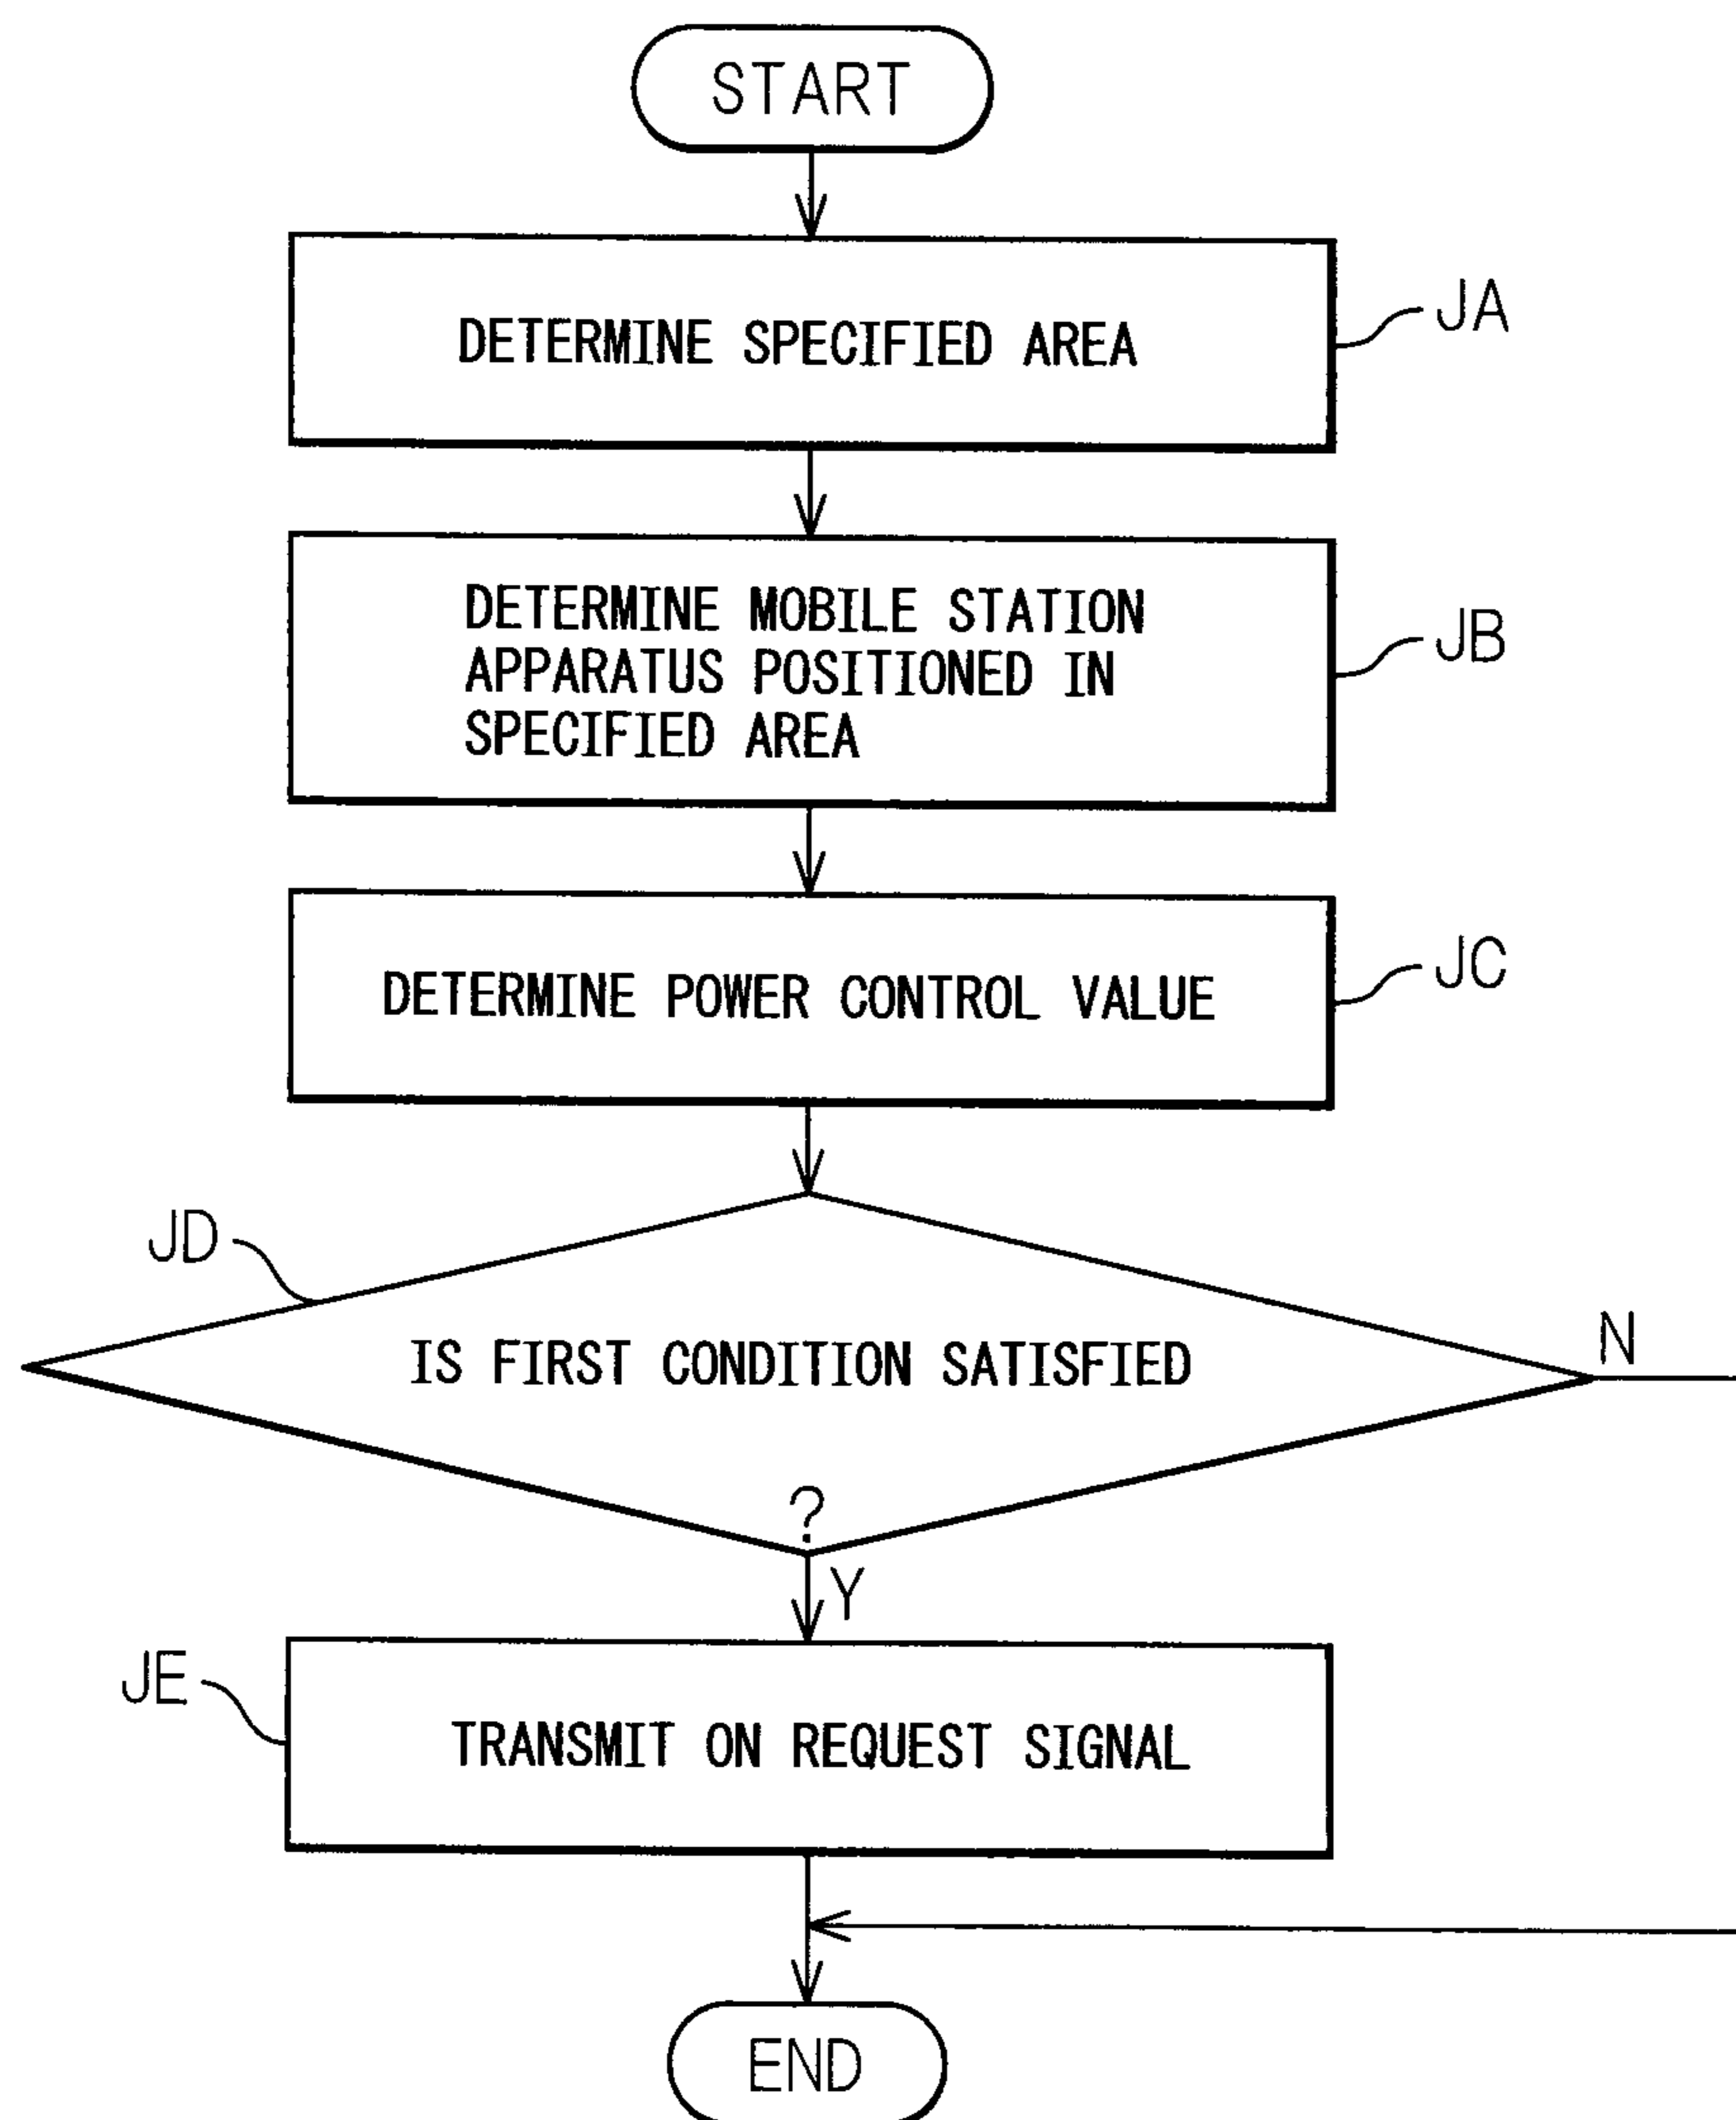 START
DETERMINE SPECIFIED AREA
JA
DETERMINE MOBILE STATION
APPARATUS POSITIONED IN
SPECIFIED AREA
JB
DETERMINE POWER CONTROL VALUE
JC
JD
IS FIRST CONDITION SATISFIED
?
N
Y
JE
TRANSMIT ON REQUEST SIGNAL
END